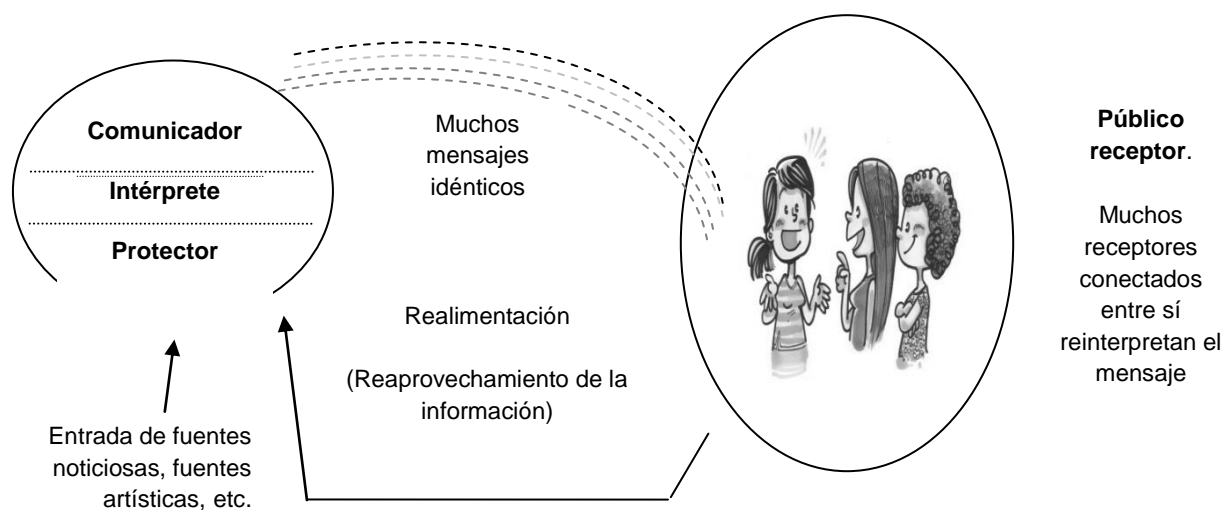 Comunicador
Intérprete
Protector
Muchos
mensajes
idénticos
Realimentación
(Reaprovechamiento de la
información)
Entrada de fuentes
noticiosas, fuentes
artísticas, etc.
Público
receptor.
Muchos
receptores
conectados
entre sí
reinterpretan el
mensaje